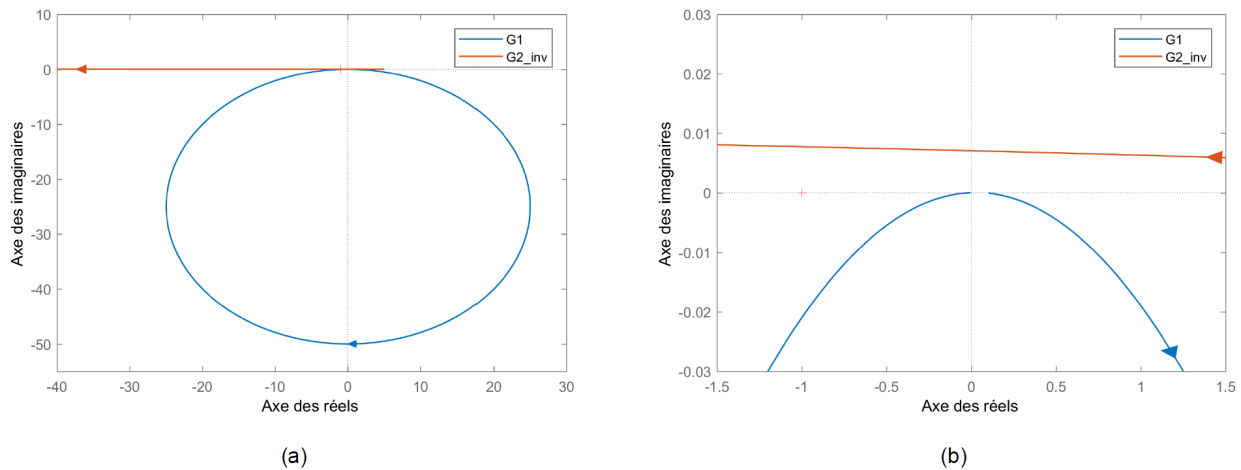 10
0
-10
-20
-30
-40
-50
-40
-30
-20
-10
0
10
20
30
Axe des imaginaires
Axe des réels
G1
G2_inv
(a)
0.03
0.02
0.01
0
-0.01
-0.02
-0.03
-1.5
-1
-0.5
0
0.5
1
1.5
Axe des imaginaires
Axe des réels
G1
G2_inv
(b)